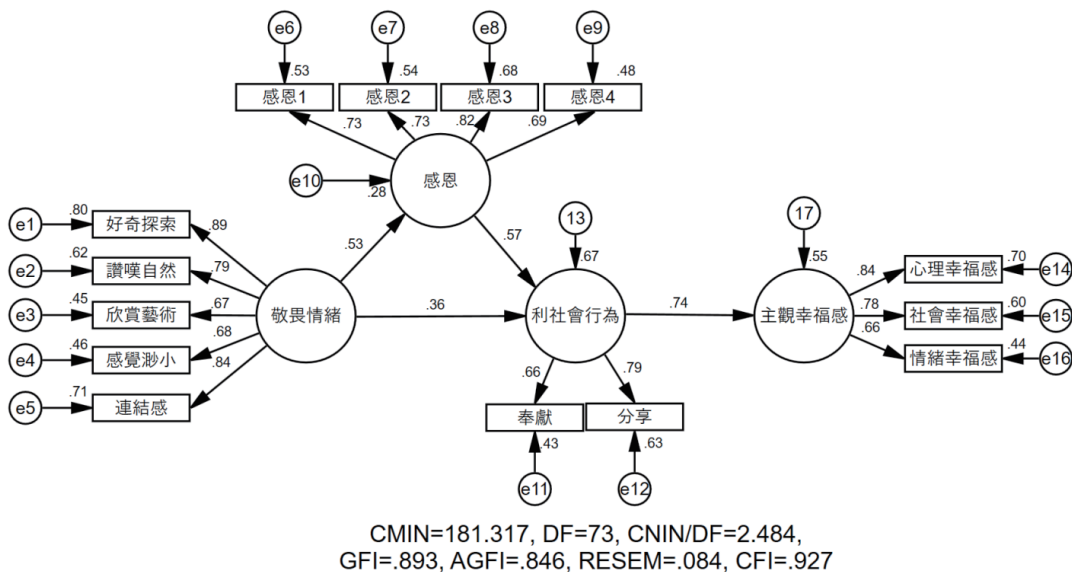 e6 e7 e8 e9
.53 .54 .68 .48
感恩1 感恩2 感恩3 感恩4
.73 .73 .82 .69
e10 .28 感恩
e1 .80 好奇探索 .89
e2 .62 讚嘆自然 .79
e3 .45 欣賞藝術 .67
e4 .46 感覺渺小 .68
e5 .71 連結感 .84
敬畏情緒
.53
.57
.36
13
.67
利社會行為
.74
17
.55
主觀幸福感
.84 心理幸福感 .70 e14
.78 社會幸福感 .60 e15
.66 情緒幸福感 .44 e16
.66 .79
奉獻 分享
.43 .63
e11 e12
CMIN=181.317, DF=73, CNIN/DF=2.484,
GFI=.893, AGFI=.846, RESEM=.084, CFI=.927